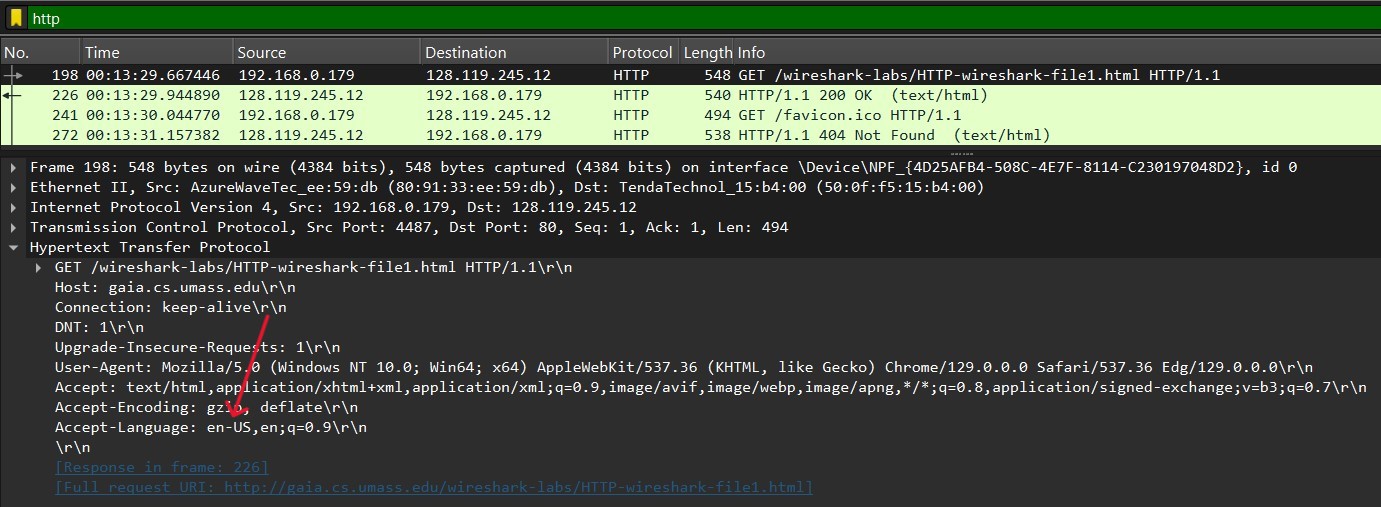 http
No. Time Source Destination Protocol Length Info
198 00:13:29.667446 192.168.0.179 128.119.245.12 HTTP 548 GET /wireshark-labs/HTTP-wireshark-file1.html HTTP/1.1
226 00:13:29.944890 128.119.245.12 192.168.0.179 HTTP 540 HTTP/1.1 200 OK  (text/html)
241 00:13:30.044770 192.168.0.179 128.119.245.12 HTTP 494 GET /favicon.ico HTTP/1.1
272 00:13:31.157382 128.119.245.12 192.168.0.179 HTTP 538 HTTP/1.1 404 Not Found  (text/html)
Frame 198: 548 bytes on wire (4384 bits), 548 bytes captured (4384 bits) on interface \Device\NPF_{4D25AFB4-508C-4E7F-8114-C230197048D2}, id 0
Ethernet II, Src: AzureWaveTec_ee:59:db (80:91:33:ee:59:db), Dst: TendaTechnol_15:b4:00 (50:0f:f5:15:b4:00)
Internet Protocol Version 4, Src: 192.168.0.179, Dst: 128.119.245.12
Transmission Control Protocol, Src Port: 4487, Dst Port: 80, Seq: 1, Ack: 1, Len: 494
Hypertext Transfer Protocol
GET /wireshark-labs/HTTP-wireshark-file1.html HTTP/1.1\r\n
Host: gaia.cs.umass.edu\r\n
Connection: keep-alive\r\n
DNT: 1\r\n
Upgrade-Insecure-Requests: 1\r\n
User-Agent: Mozilla/5.0 (Windows NT 10.0; Win64; x64) AppleWebKit/537.36 (KHTML, like Gecko) Chrome/129.0.0.0 Safari/537.36 Edg/129.0.0.0\r\n
Accept: text/html,application/xhtml+xml,application/xml;q=0.9,image/avif,image/webp,image/apng,*/*;q=0.8,application/signed-exchange;v=b3;q=0.7\r\n
Accept-Encoding: gzip, deflate\r\n
Accept-Language: en-US,en;q=0.9\r\n
\r\n
[Response in frame: 226]
[Full request URI: http://gaia.cs.umass.edu/wireshark-labs/HTTP-wireshark-file1.html]